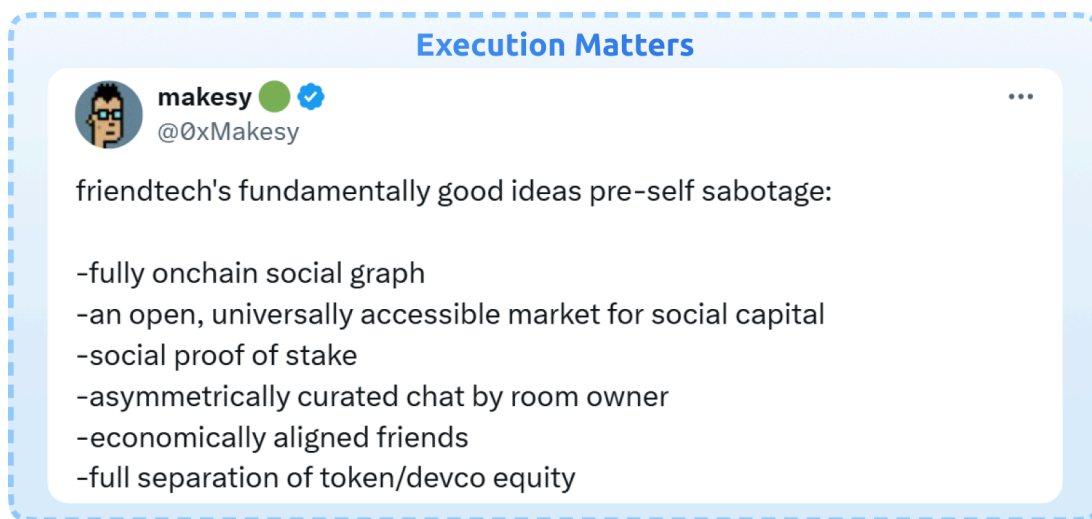 Execution Matters
makesy
@0xMakesy
friendtech's fundamentally good ideas pre-self sabotage:
-fully onchain social graph
-an open, universally accessible market for social capital
-social proof of stake
-asymmetrically curated chat by room owner
-economically aligned friends
-full separation of token/devco equity